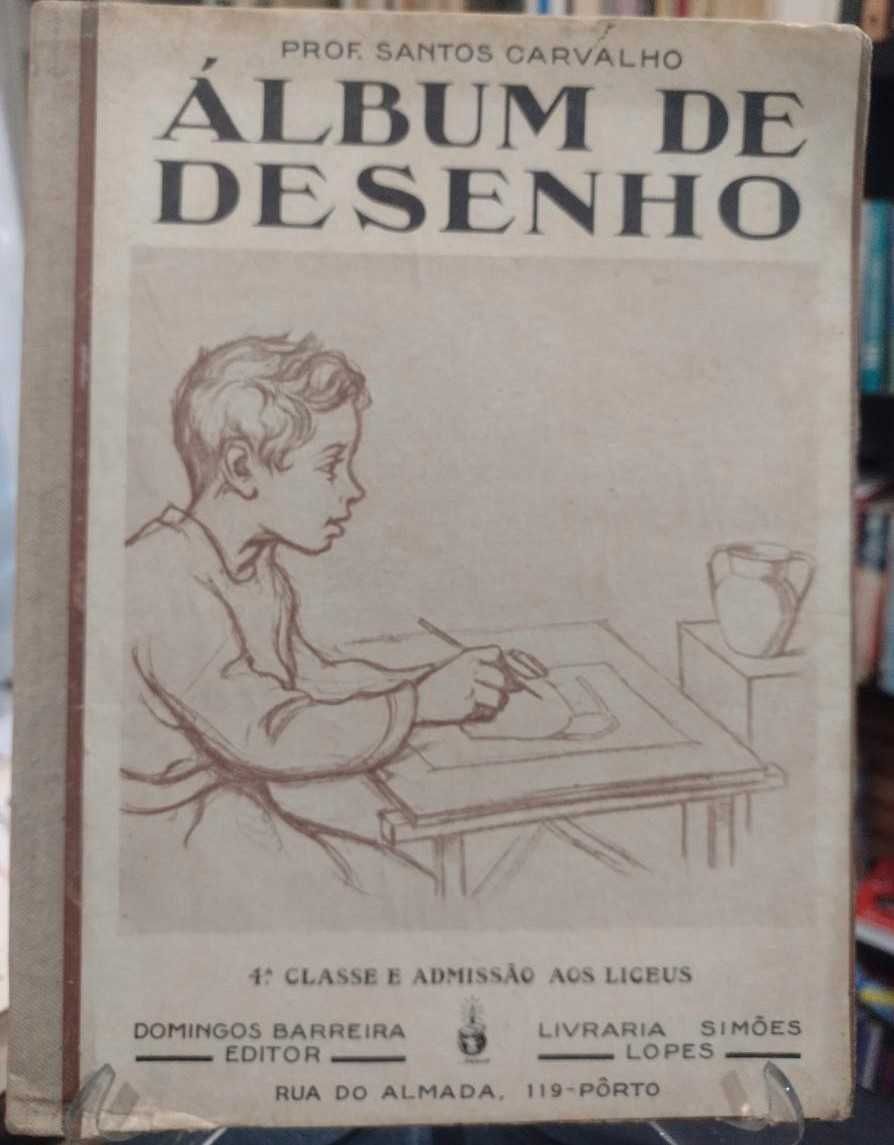 PROF. SANTOS CARVALHO
ÁLBUM DE
DESENHO
4.ª CLASSE E ADMISSÃO AOS LICEUS
DOMINGOS BARREIRA
EDITOR
LIVRARIA SIMÕES
LOPES
RUA DO ALMADA, 119-PÔRTO